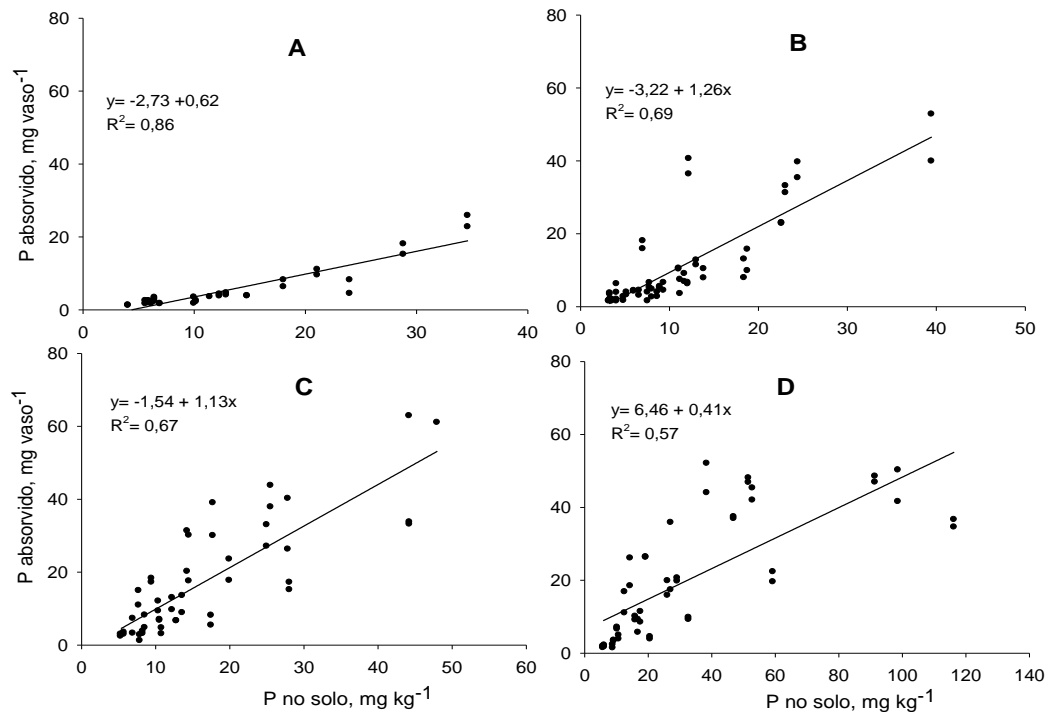 80
60
40
20
0
A
y= -2,73 +0,62
R²= 0,86
0 10 20 30 40
80
60
40
20
0
B
y= -3,22 + 1,26x
R²= 0,69
0 10 20 30 40 50
P absorvido, mg vaso⁻¹
80
60
40
20
0
C
y= -1,54 + 1,13x
R²= 0,67
0 10 20 30 40 50 60
P no solo, mg kg⁻¹
P absorvido, mg vaso⁻¹
80
60
40
20
0
D
y= 6,46 + 0,41x
R²= 0,57
0 20 40 60 80 100 120 140
P no solo, mg kg⁻¹